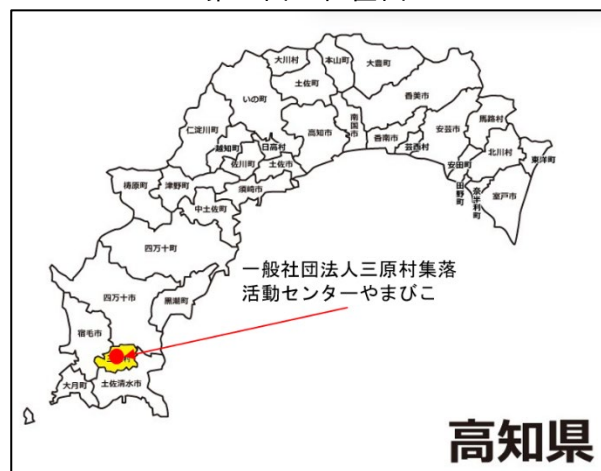 大川村
本山町
大豊町
土佐町
いの町
香美市
仁淀川町
高知市
南国市
香南市
安芸市
馬路村
芸西村
北川村
東洋町
越知町
日高村
佐川町
土佐市
安田町
田野町
奈半利町
室戸市
梼原町
津野町
須崎市
中土佐町
四万十町
一般社団法人三原村集落
活動センターやまびこ
四万十市
黒潮町
宿毛市
大月町
土佐清水市
高知県